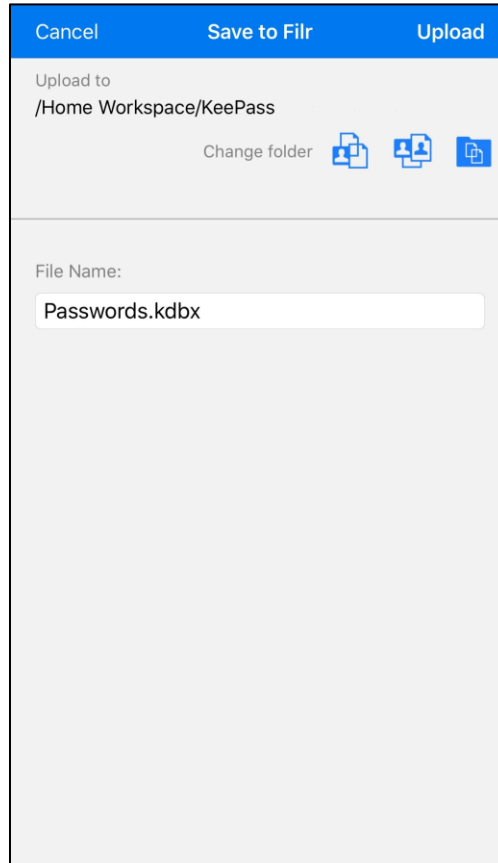 Cancel Save to Filr Upload
Upload to
/Home Workspace/KeePass
Change folder
File Name:
Passwords.kdbx